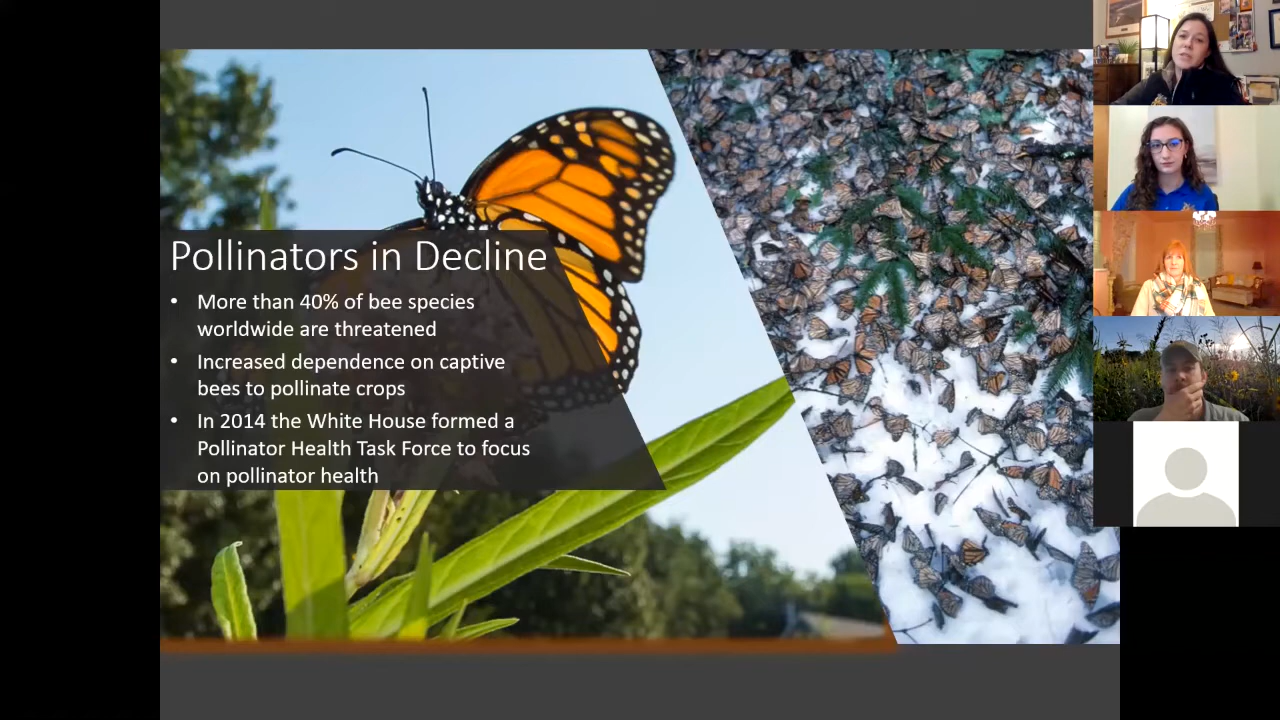 Pollinators in Decline
• More than 40% of bee species
worldwide are threatened
• Increased dependence on captive
bees to pollinate crops
• In 2014 the White House formed a
Pollinator Health Task Force to focus
on pollinator health